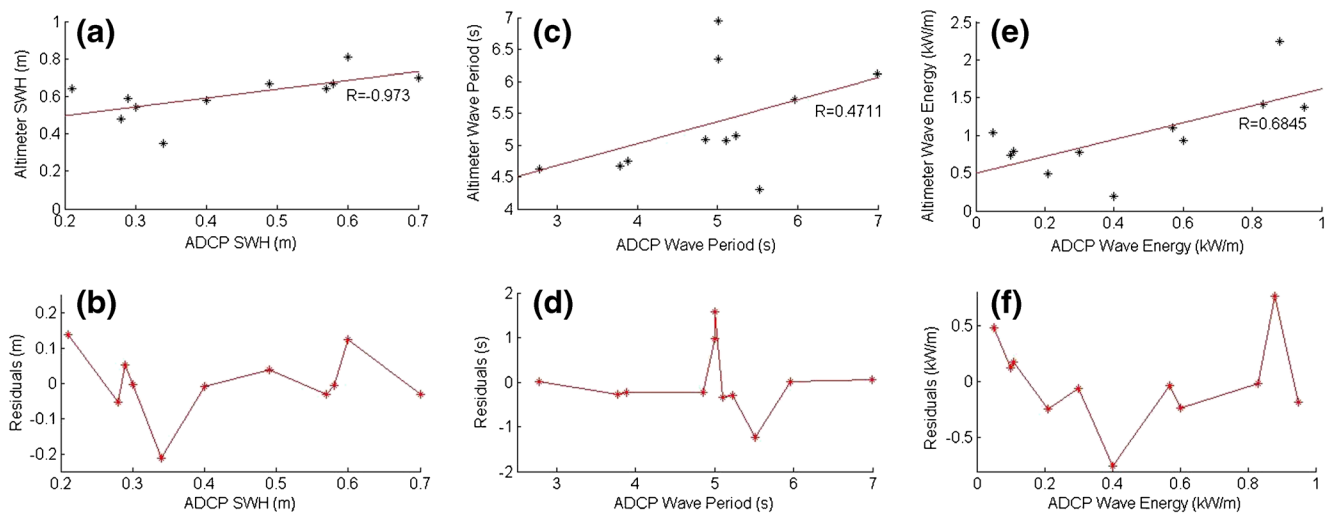 (a)
Altimeter SWH (m)
1
0.8
0.6
0.4
0.2
0
R=-0.973
0.2 0.3 0.4 0.5 0.6 0.7
ADCP SWH (m)
(c)
Altimeter Wave Period (s)
7
6.5
6
5.5
5
4.5
4
R=0.4711
3 4 5 6 7
ADCP Wave Period (s)
(e)
Altimeter Wave Energy (kW/m)
2.5
2
1.5
1
0.5
0
R=0.6845
0 0.2 0.4 0.6 0.8 1
ADCP Wave Energy (kW/m)
(b)
Residuals (m)
0.2
0.1
0
-0.1
-0.2
0.2 0.3 0.4 0.5 0.6 0.7
ADCP SWH (m)
(d)
Residuals (s)
2
1
0
-1
-2
3 4 5 6 7
ADCP Wave Period (s)
(f)
Residuals (kW/m)
0.5
0
-0.5
0 0.2 0.4 0.6 0.8 1
ADCP Wave Energy (kW/m)